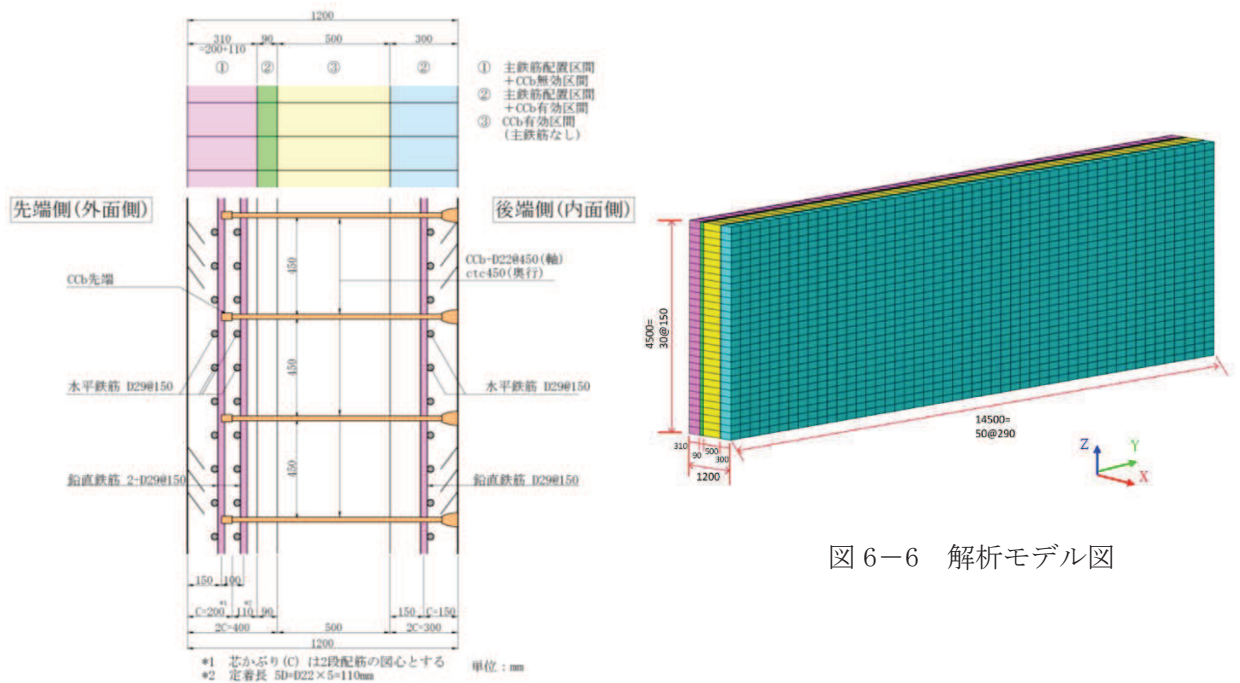 1200
310
90
500
300
=200+110
①
②
③
②
① 主鉄筋配置区間
+CCb無効区間
② 主鉄筋配置区間
+CCb有効区間
③ CCb有効区間
(主鉄筋なし)
先端側(外面側)
後端側(内面側)
CCb先端
450
CCb-D22@450(軸)
ctc450(奥行)
450
水平鉄筋 D29@150
水平鉄筋 D29@150
450
鉛直鉄筋 2-D29@150
鉛直鉄筋 D29@150
150
100
*1
*2
C=200
110
90
150
C=150
2C=400
500
2C=300
1200
*1 芯かぶり(C) は2段配筋の図心とする
*2 定着長 5D=D22×5=110mm
単位:mm
4500=
30@150
310
90
500
300
1200
14500=
50@290
Z
Y
X
図 6-6 解析モデル図